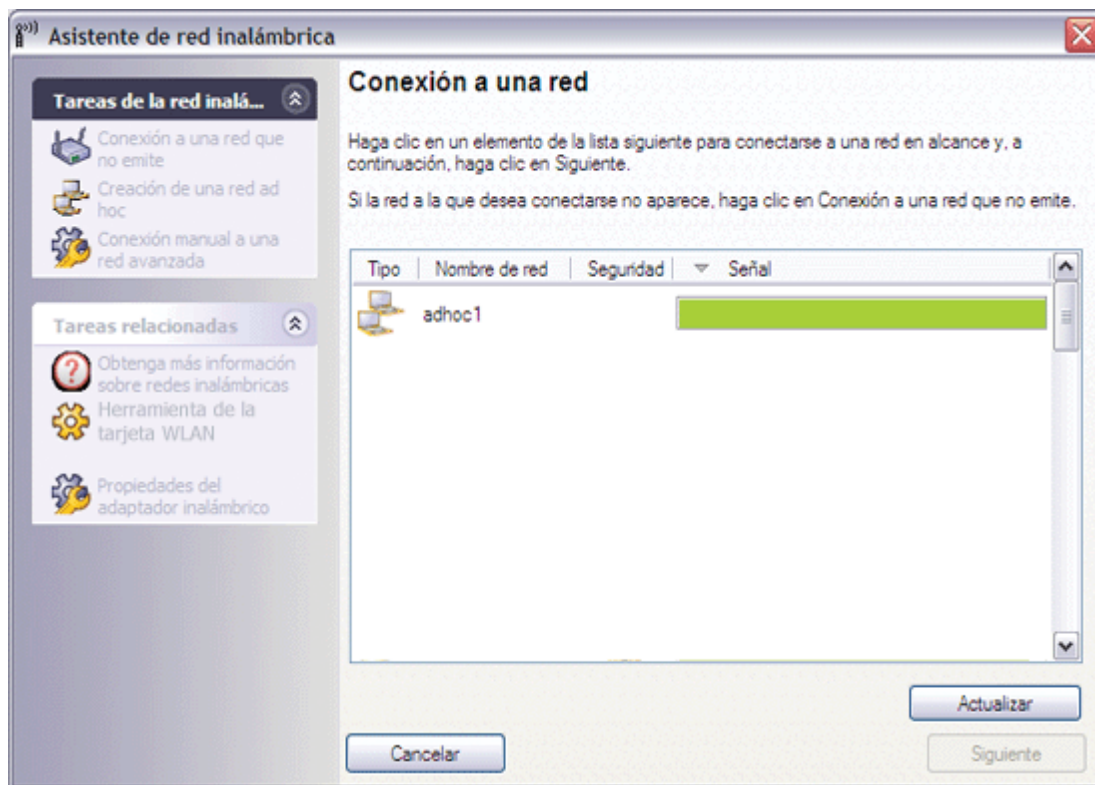 Asistente de red inalámbrica
Tareas de la red inalá...
Conexión a una red que
no emite
Creación de una red ad
hoc
Conexión manual a una
red avanzada
Tareas relacionadas
Obtenga más información
sobre redes inalámbricas
Herramienta de la
tarjeta WLAN
Propiedades del
adaptador inalámbrico
Conexión a una red
Haga clic en un elemento de la lista siguiente para conectarse a una red en alcance y, a
continuación, haga clic en Siguiente.
Si la red a la que desea conectarse no aparece, haga clic en Conexión a una red que no emite.
Tipo Nombre de red Seguridad Señal
adhoc1
Actualizar
Cancelar Siguiente